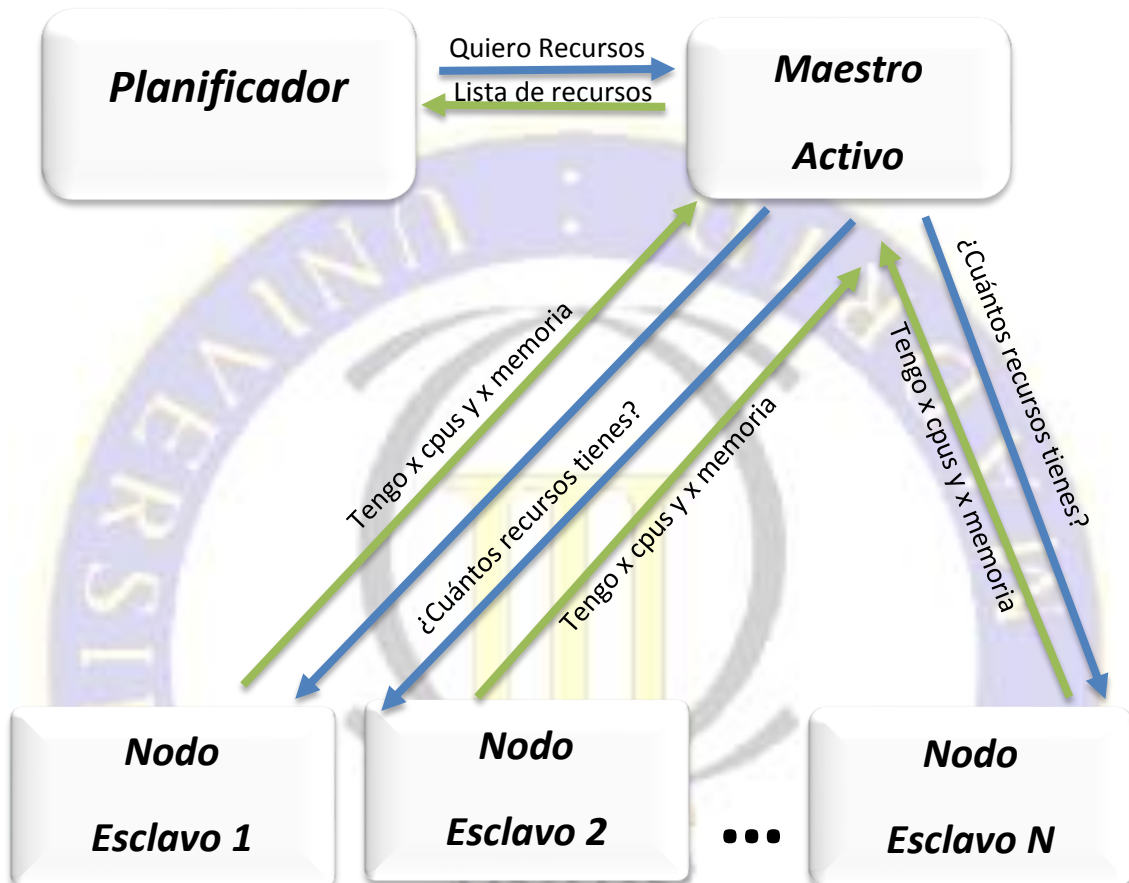 Planificador
Quiero Recursos
Lista de recursos
Maestro
Activo
Tengo x cpus y x memoria
¿Cuántos recursos tienes?
Tengo x cpus y x memoria
Tengo x cpus y x memoria
¿Cuántos recursos tienes?
Nodo
Esclavo 1
Nodo
Esclavo 2
...
Nodo
Esclavo N
UNIVERSI